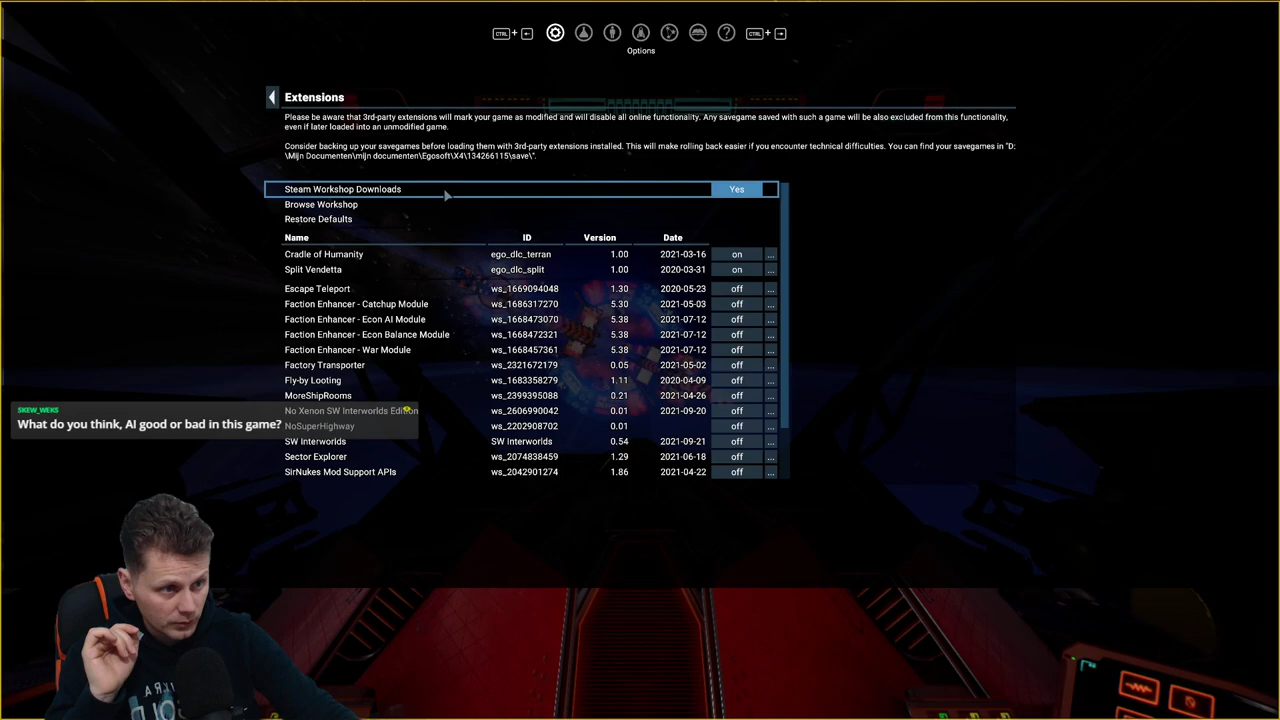 CTRL + ← CTRL + →
Options
Extensions
Please be aware that 3rd-party extensions will mark your game as modified and will disable all online functionality. Any savegame saved with such a game will be also excluded from this functionality,
even if later loaded into an unmodified game.
Consider backing up your savegames before loading them with 3rd-party extensions installed. This will make rolling back easier if you encounter technical difficulties. You can find your savegames in "D:
\Mijn Documenten\mijn documenten\Egosoft\X4\134266115\save\".
Steam Workshop Downloads Yes
Browse Workshop
Restore Defaults
Name ID Version Date
Cradle of Humanity ego_dlc_terran 1.00 2021-03-16 on ...
Split Vendetta ego_dlc_split 1.00 2020-03-31 on ...
Escape Teleport ws_1669094048 1.30 2020-05-23 off ...
Faction Enhancer - Catchup Module ws_1686317270 5.30 2021-05-03 off ...
Faction Enhancer - Econ AI Module ws_1668473070 5.38 2021-07-12 off ...
Faction Enhancer - Econ Balance Module ws_1668472321 5.38 2021-07-12 off ...
Faction Enhancer - War Module ws_1668457361 5.38 2021-07-12 off ...
Factory Transporter ws_2321672179 0.05 2021-05-02 off ...
Fly-by Looting ws_1683358279 1.11 2020-04-09 off ...
MoreShipRooms ws_2399395088 0.21 2021-04-26 off ...
No Xenon SW Interworlds Edition ws_2606990042 0.01 2021-09-20 off ...
NoSuperHighway ws_2202908702 0.01 off ...
SW Interworlds SW Interworlds 0.54 2021-09-21 off ...
Sector Explorer ws_2074838459 1.29 2021-06-18 off ...
SirNukes Mod Support APIs ws_2042901274 1.86 2021-04-22 off ...
SKEW_WEKS
What do you think, AI good or bad in this game?